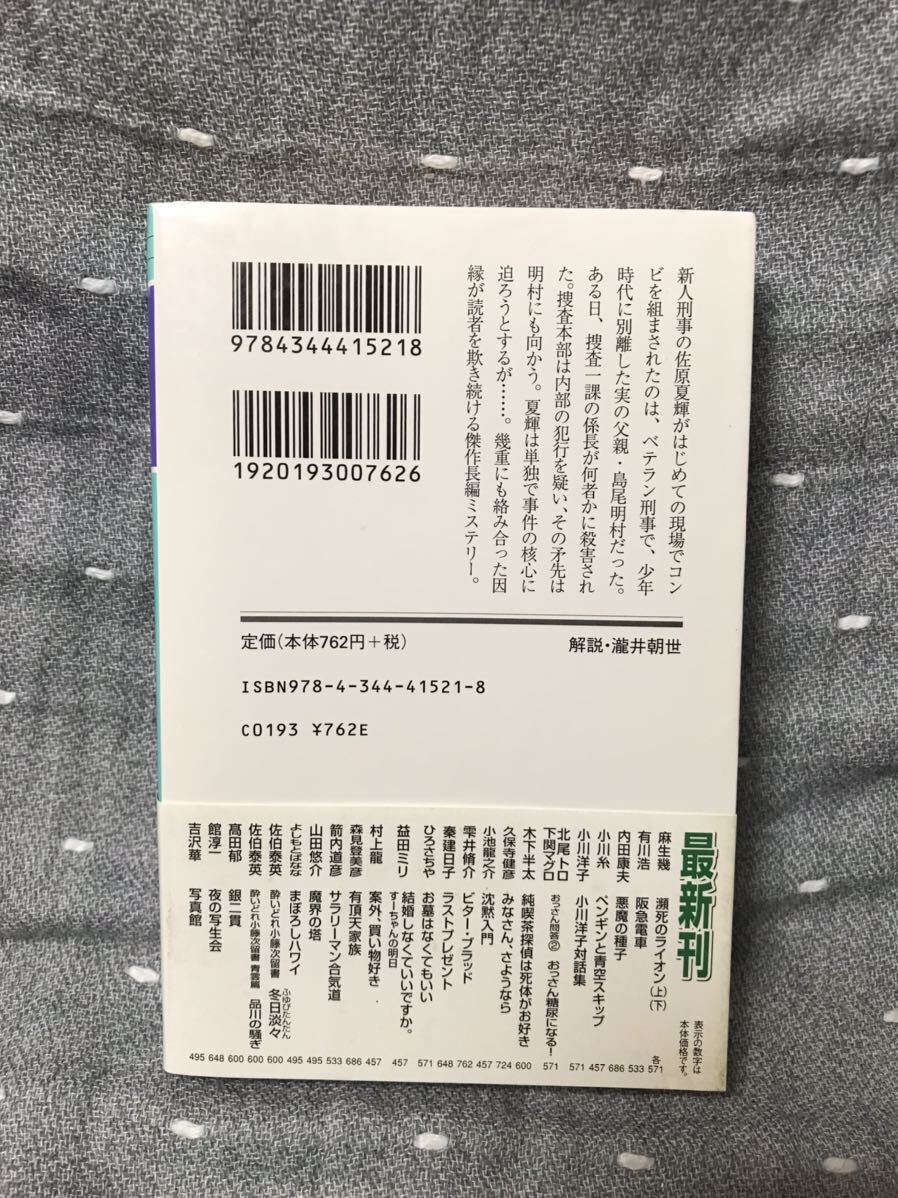 新人刑事の佐原夏輝がはじめての現場でコン
ビを組まされたのは、ベテラン刑事で、少年
時代に別離した実の父親・島尾明村だった。
ある日、捜査一課の係長が何者かに殺害され
た。捜査本部は内部の犯行を疑い、その矛先は
明村にも向かう。夏輝は単独で事件の核心に
迫ろうとするが……。幾重にも絡み合った因
縁が読者を欺き続ける傑作長編ミステリー。
9784344415218
1920193007626
定価(本体762円+税)
解説・瀧井朝世
ISBN978-4-344-41521-8
C0193 ¥762E
最新刊
表示の数字は
本体価格です。
麻生幾 瀕死のライオン(上)(下) 各571
有川浩 阪急電車 533
内田康夫 悪魔の種子 686
小川糸 ペンギンと青空スキップ 457
小川洋子 小川洋子対話集 571
北尾トロ
下関マグロ おっさん問答② おっさん糖尿になる! 571
木下半太 純喫茶探偵は死体がお好き 600
久保寺健彦 みなさん、さようなら 724
小池龍之介 沈黙入門 457
雫井脩介 ビター・ブラッド 762
秦建日子 ラストプレゼント 648
ひろさちや お墓はなくてもいい 571
益田ミリ 結婚しなくていいですか。
すーちゃんの明日 457
村上龍 案外、買い物好き 457
森見登美彦 有頂天家族 686
箭内道彦 サラリーマン合気道 533
山田悠介 魔界の塔 495
よしもとばなな まぼろしハワイ 495
佐伯泰英 酔いどれ小藤次留書 冬日淡々 ふゆびたんたん 600
佐伯泰英 酔いどれ小藤次留書 青雲篇 品川の騒ぎ 600
髙田郁 銀二貫 600
館淳一 夜の写生会 648
吉沢華 写真館 495